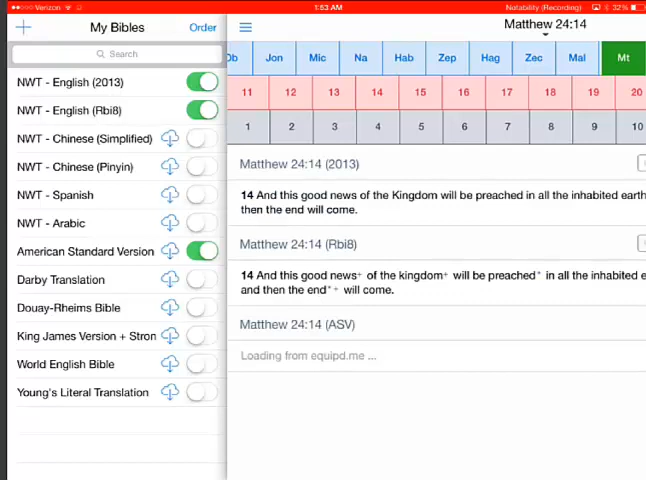 Verizon 1:53 AM Notability (Recording) 32%
My Bibles Order
Search
NWT - English (2013)
NWT - English (Rbi8)
NWT - Chinese (Simplified)
NWT - Chinese (Pinyin)
NWT - Spanish
NWT - Arabic
American Standard Version
Darby Translation
Douay-Rheims Bible
King James Version + Stron
World English Bible
Young's Literal Translation
Matthew 24:14
Ob Jon Mic Na Hab Zep Hag Zec Mal Mt
11 12 13 14 15 16 17 18 19 20
1 2 3 4 5 6 7 8 9 10
Matthew 24:14 (2013)
14 And this good news of the Kingdom will be preached in all the inhabited earth
then the end will come.
Matthew 24:14 (Rbi8)
14 And this good news+ of the kingdom+ will be preached* in all the inhabited e
and then the end*+ will come.
Matthew 24:14 (ASV)
Loading from equipd.me ...